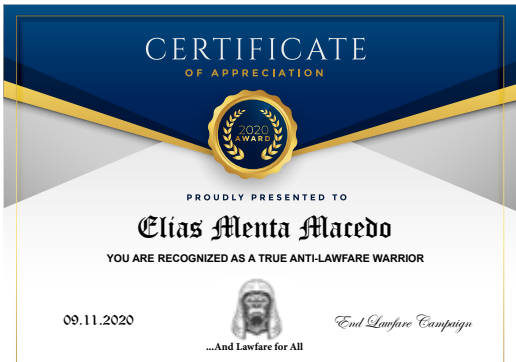 CERTIFICATE
OF APPRECIATION
2020
AWARD
PROUDLY PRESENTED TO
Elias Menta Macedo
YOU ARE RECOGNIZED AS A TRUE ANTI-LAWFARE WARRIOR
09.11.2020
End Lawfare Campaign
...And Lawfare for All